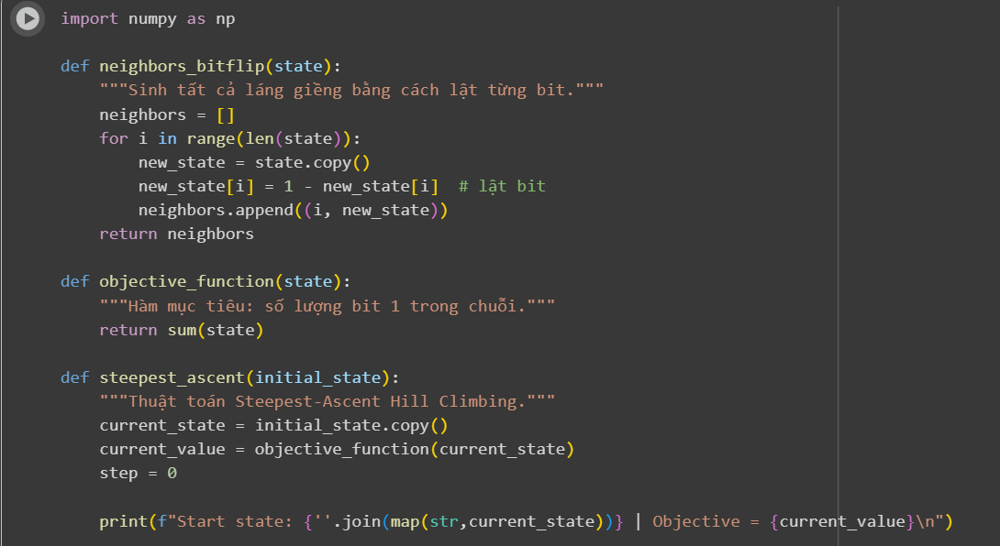 import numpy as np
def neighbors_bitflip(state):
"""Sinh tất cả láng giềng bằng cách lật từng bit."""
neighbors = []
for i in range(len(state)):
new_state = state.copy()
new_state[i] = 1 - new_state[i]  # lật bit
neighbors.append((i, new_state))
return neighbors
def objective_function(state):
"""Hàm mục tiêu: số lượng bit 1 trong chuỗi."""
return sum(state)
def steepest_ascent(initial_state):
"""Thuật toán Steepest-Ascent Hill Climbing."""
current_state = initial_state.copy()
current_value = objective_function(current_state)
step = 0
print(f"Start state: {''.join(map(str,current_state))} | Objective = {current_value}\n")